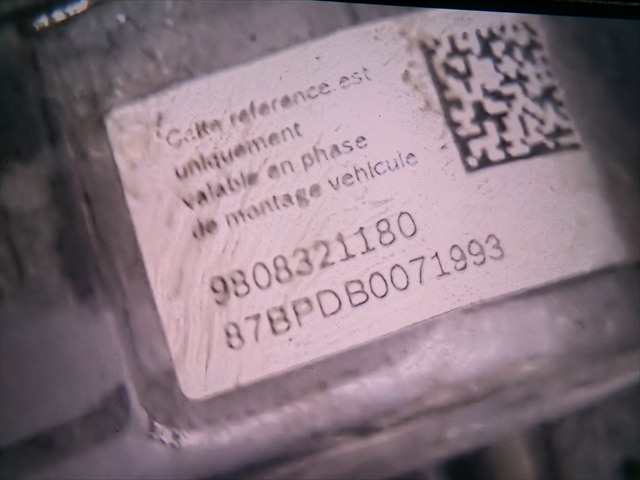 Cette reference est
uniquement
valable en phase
de montage vehicule
9808321180
87BPDB0071993